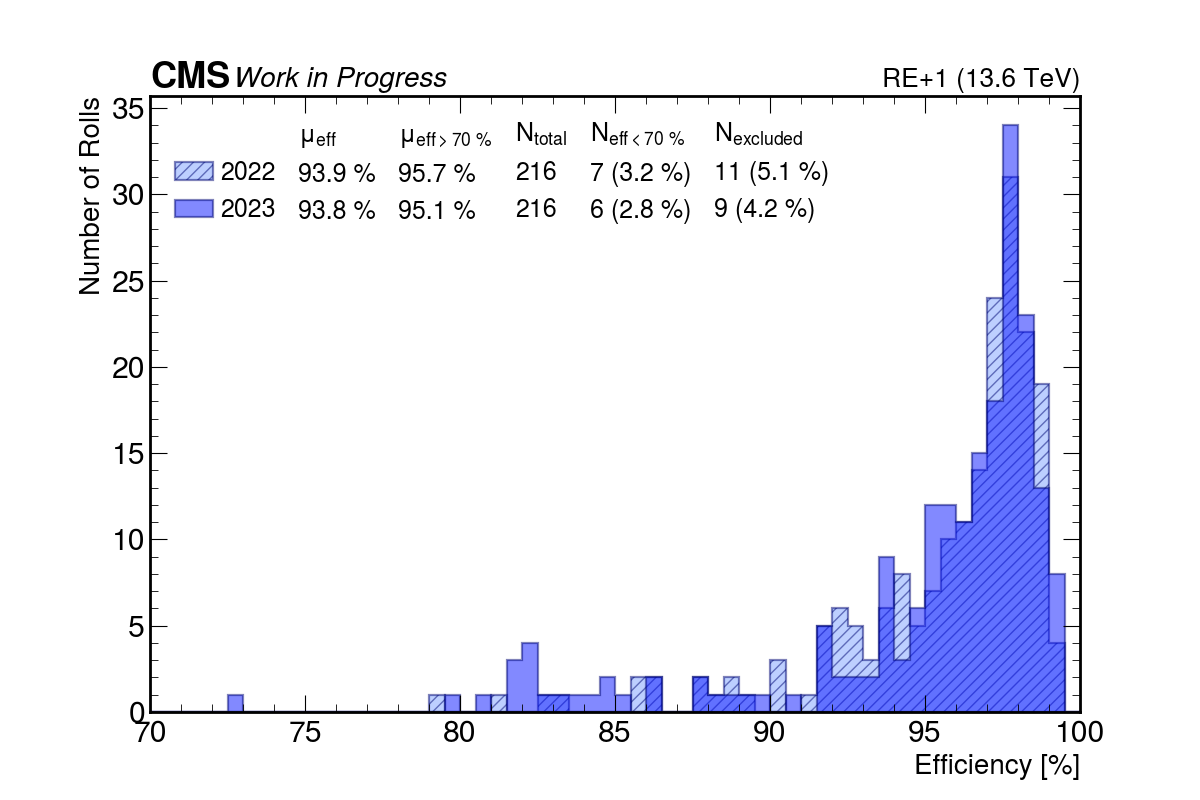 CMS Work in Progress RE+1 (13.6 TeV)
Number of Rolls
μeff μeff > 70 % Ntotal Neff < 70 % Nexcluded
2022 93.9 % 95.7 % 216 7 (3.2 %) 11 (5.1 %)
2023 93.8 % 95.1 % 216 6 (2.8 %) 9 (4.2 %)
35
30
25
20
15
10
5
0
70 75 80 85 90 95 100
Efficiency [%]